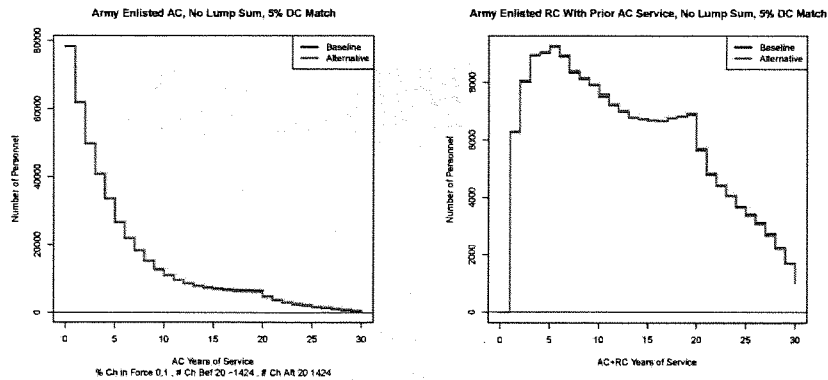 Army Enlisted AC, No Lump Sum, 5% DC Match
Baseline
Alternative
Number of Personnel
80000
60000
40000
20000
0
0 5 10 15 20 25 30
AC Years of Service
% Ch in Force 0.1 , # Ch Bef 20 -1424 , # Ch Aft 20 1424
Army Enlisted RC With Prior AC Service, No Lump Sum, 5% DC Match
Baseline
Alternative
Number of Personnel
8000
6000
4000
2000
0
0 5 10 15 20 25 30
AC+RC Years of Service